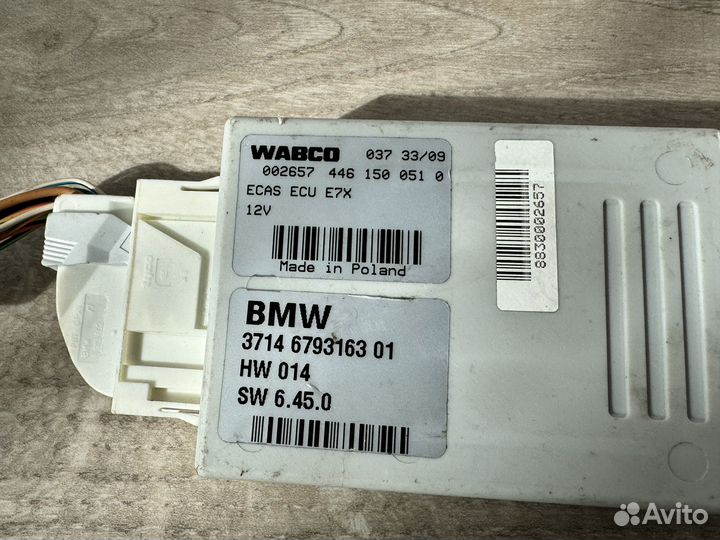 WABCO 037 33/09
002657 446 150 051 0
ECAS ECU E7X
12V
Made in Poland
BMW
3714 6793163 01
HW 014
SW 6.45.0
8830002657
Avito